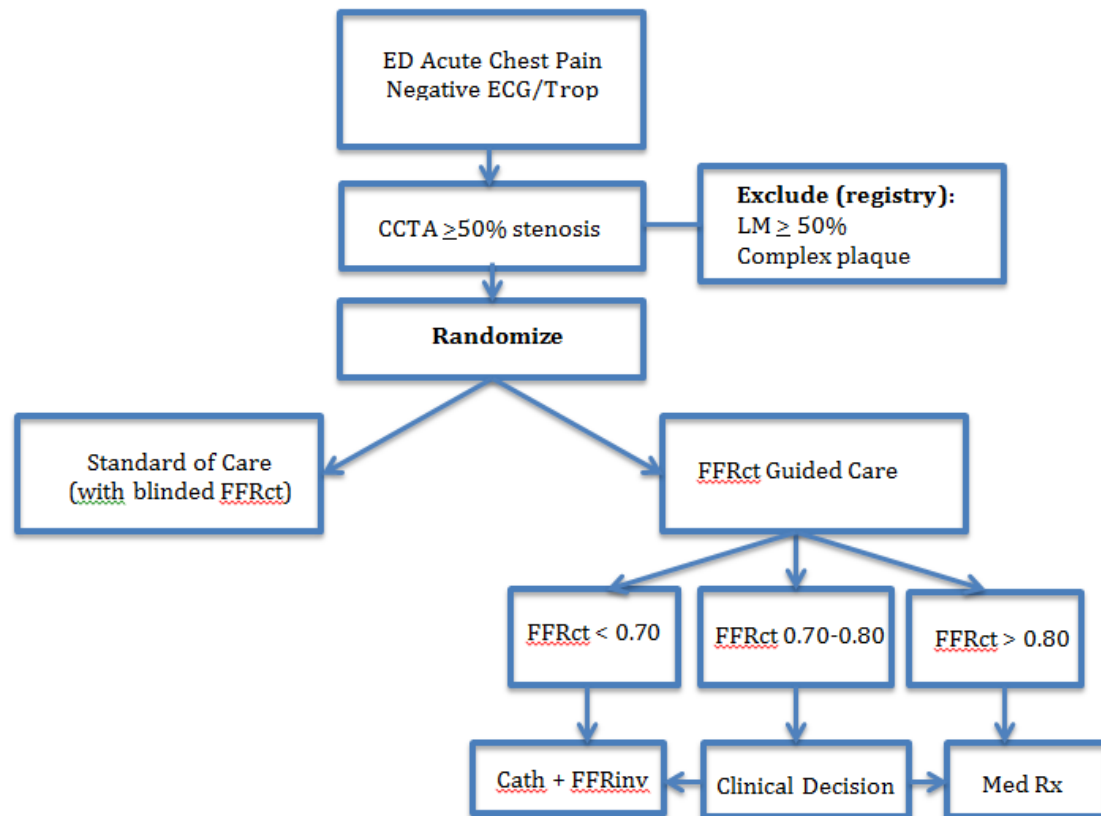 ED Acute Chest Pain
Negative ECG/Trop
CCTA ≥50% stenosis
Exclude (registry):
LM ≥ 50%
Complex plaque
Randomize
Standard of Care
(with blinded FFRct)
FFRct Guided Care
FFRct < 0.70
FFRct 0.70-0.80
FFRct > 0.80
Cath + FFRinv
Clinical Decision
Med Rx